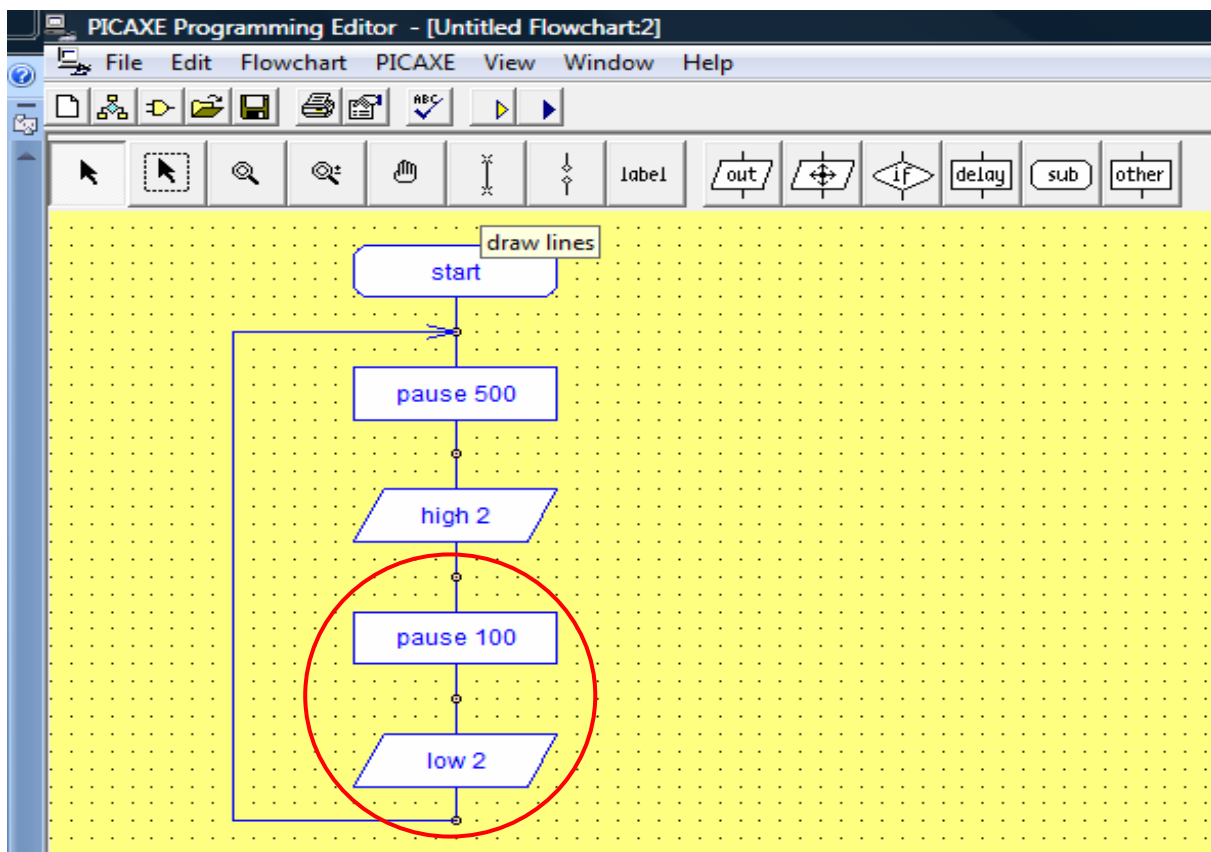 PICAXE Programming Editor - [Untitled Flowchart:2]
File Edit Flowchart PICAXE View Window Help
ABC
label out if delay sub other
draw lines
start
pause 500
high 2
pause 100
low 2